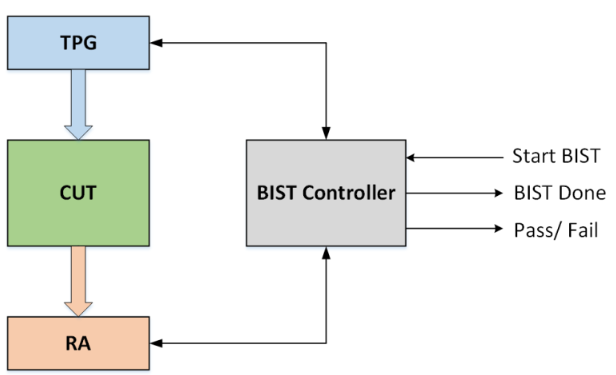 TPG
CUT
RA
BIST Controller
Start BIST
BIST Done
Pass/ Fail